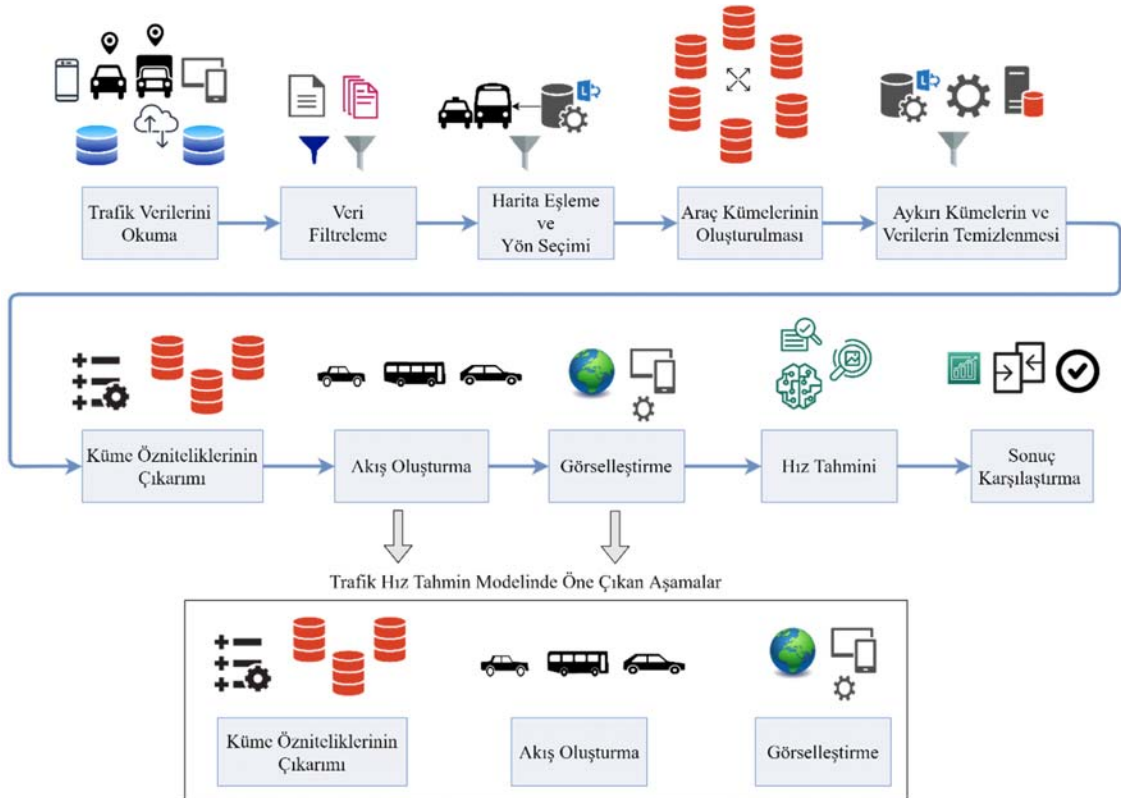 Trafik Verilerini
Okuma
Veri
Filtreleme
Harita Eşleme
ve
Yön Seçimi
Araç Kümelerinin
Oluşturulması
Aykırı Kümelerin ve
Verilerin Temizlenmesi
Küme Özniteliklerinin
Çıkarımı
Akış Oluşturma
Görselleştirme
Hız Tahmini
Sonuç
Karşılaştırma
Trafik Hız Tahmin Modelinde Öne Çıkan Aşamalar
Küme Özniteliklerinin
Çıkarımı
Akış Oluşturma
Görselleştirme